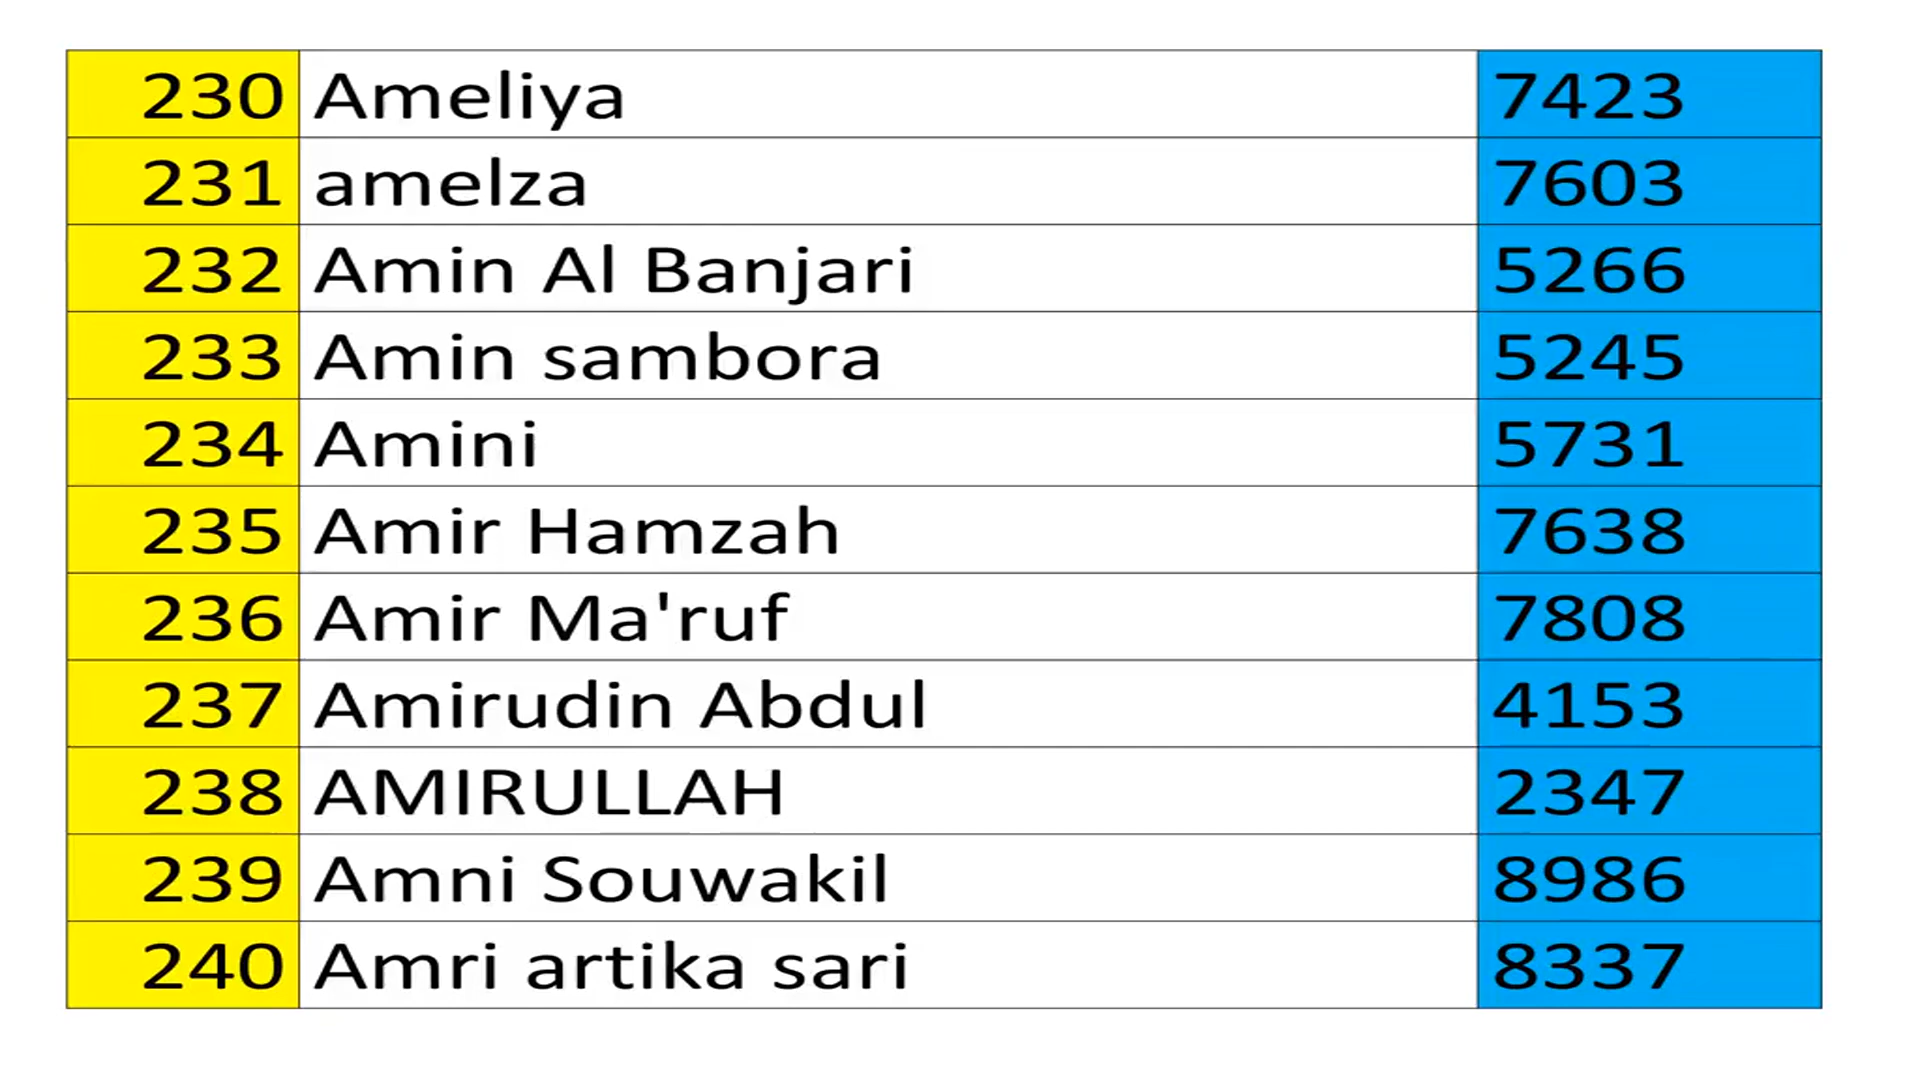 230 Ameliya 7423
231 amelza 7603
232 Amin Al Banjari 5266
233 Amin sambora 5245
234 Amini 5731
235 Amir Hamzah 7638
236 Amir Ma'ruf 7808
237 Amirudin Abdul 4153
238 AMIRULLAH 2347
239 Amni Souwakil 8986
240 Amri artika sari 8337